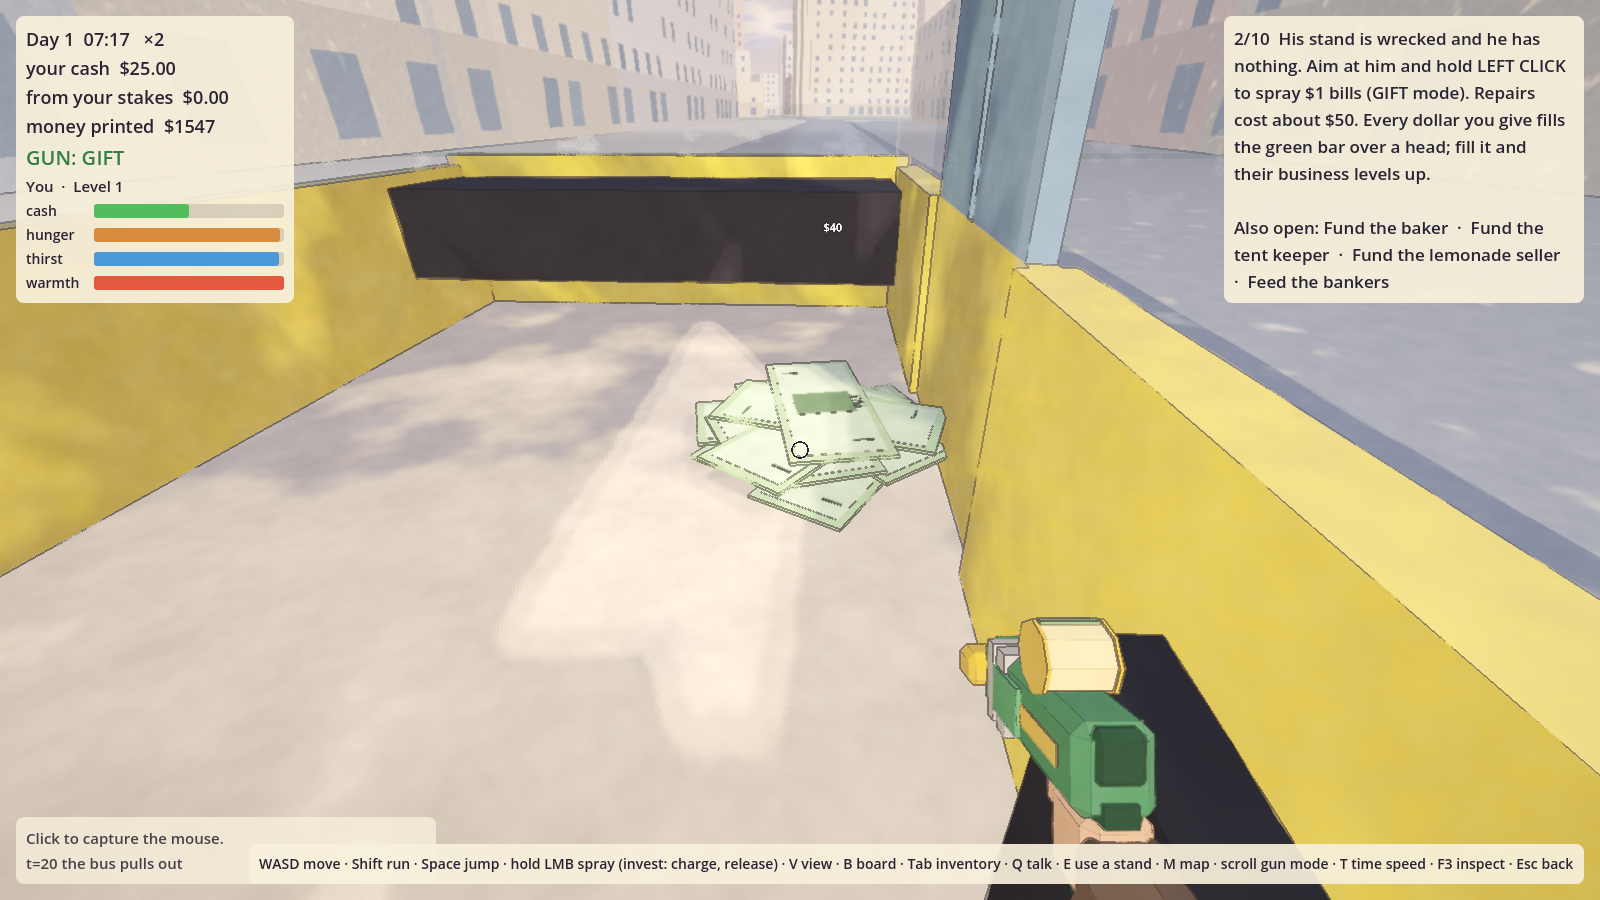 Day 1 07:17 ×2
your cash $25.00
from your stakes $0.00
money printed $1547
GUN: GIFT
You · Level 1
cash
hunger
thirst
warmth
2/10 His stand is wrecked and he has
nothing. Aim at him and hold LEFT CLICK
to spray $1 bills (GIFT mode). Repairs
cost about $50. Every dollar you give fills
the green bar over a head; fill it and
their business levels up.
Also open: Fund the baker · Fund the
tent keeper · Fund the lemonade seller
· Feed the bankers
$40
Click to capture the mouse.
t=20 the bus pulls out
WASD move · Shift run · Space jump · hold LMB spray (invest: charge, release) · V view · B board · Tab inventory · Q talk · E use a stand · M map · scroll gun mode · T time speed · F3 inspect · Esc back